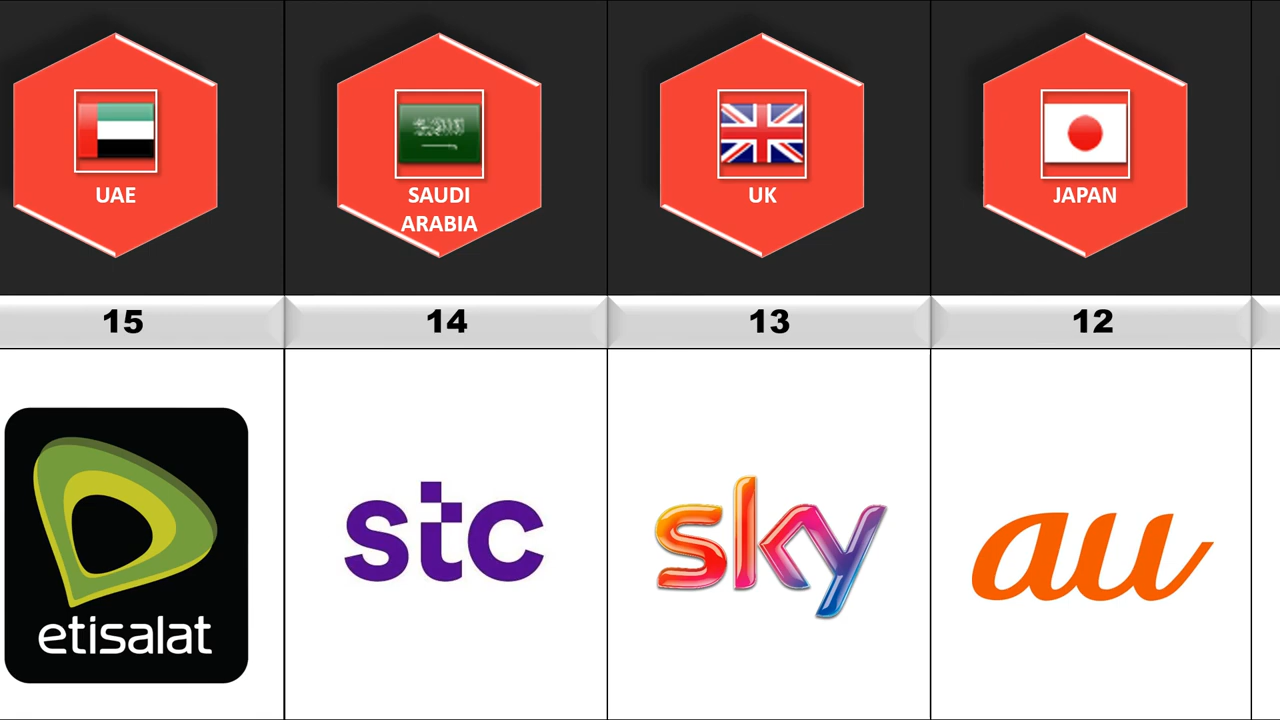 UAE
SAUDI
ARABIA
UK
JAPAN
15
14
13
12
etisalat
stc
sky
au